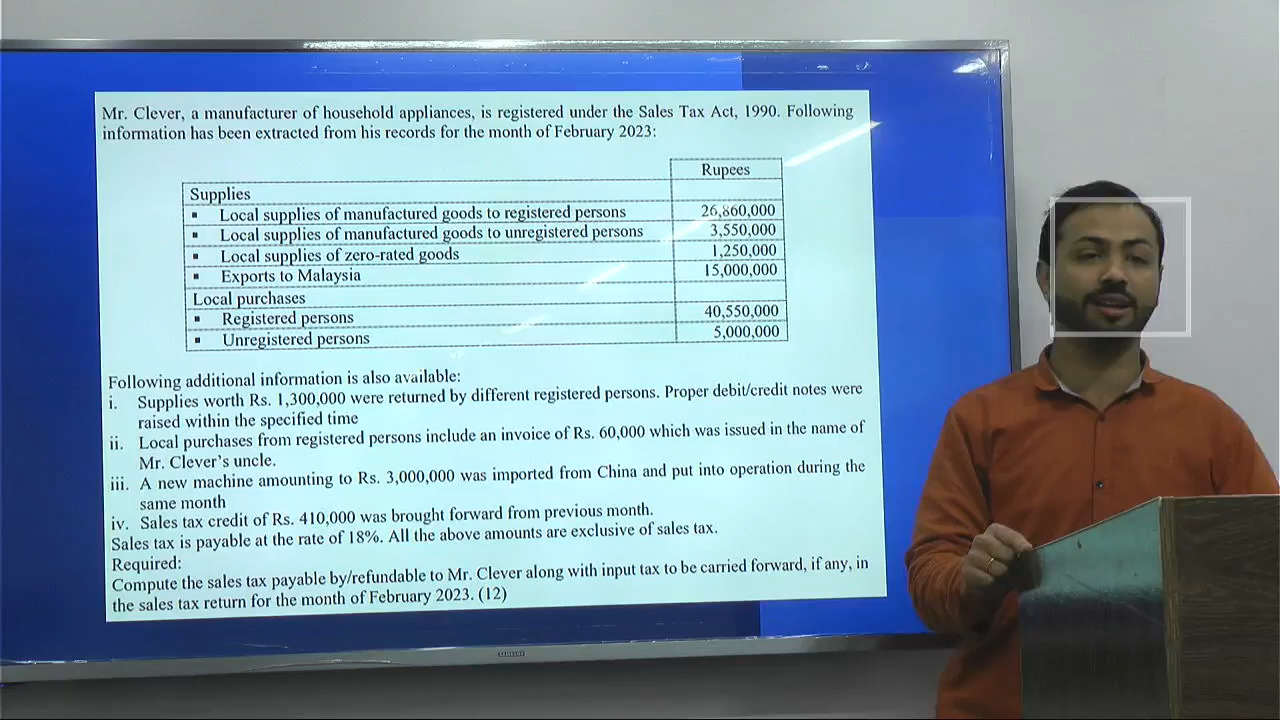 Mr. Clever, a manufacturer of household appliances, is registered under the Sales Tax Act, 1990. Following
information has been extracted from his records for the month of February 2023:
Rupees
Supplies
▪ Local supplies of manufactured goods to registered persons 26,860,000
▪ Local supplies of manufactured goods to unregistered persons 3,550,000
▪ Local supplies of zero-rated goods 1,250,000
▪ Exports to Malaysia 15,000,000
Local purchases
▪ Registered persons 40,550,000
▪ Unregistered persons 5,000,000
Following additional information is also available:
i. Supplies worth Rs. 1,300,000 were returned by different registered persons. Proper debit/credit notes were
raised within the specified time
ii. Local purchases from registered persons include an invoice of Rs. 60,000 which was issued in the name of
Mr. Clever's uncle.
iii. A new machine amounting to Rs. 3,000,000 was imported from China and put into operation during the
same month
iv. Sales tax credit of Rs. 410,000 was brought forward from previous month.
Sales tax is payable at the rate of 18%. All the above amounts are exclusive of sales tax.
Required:
Compute the sales tax payable by/refundable to Mr. Clever along with input tax to be carried forward, if any, in
the sales tax return for the month of February 2023. (12)
SAMSUNG